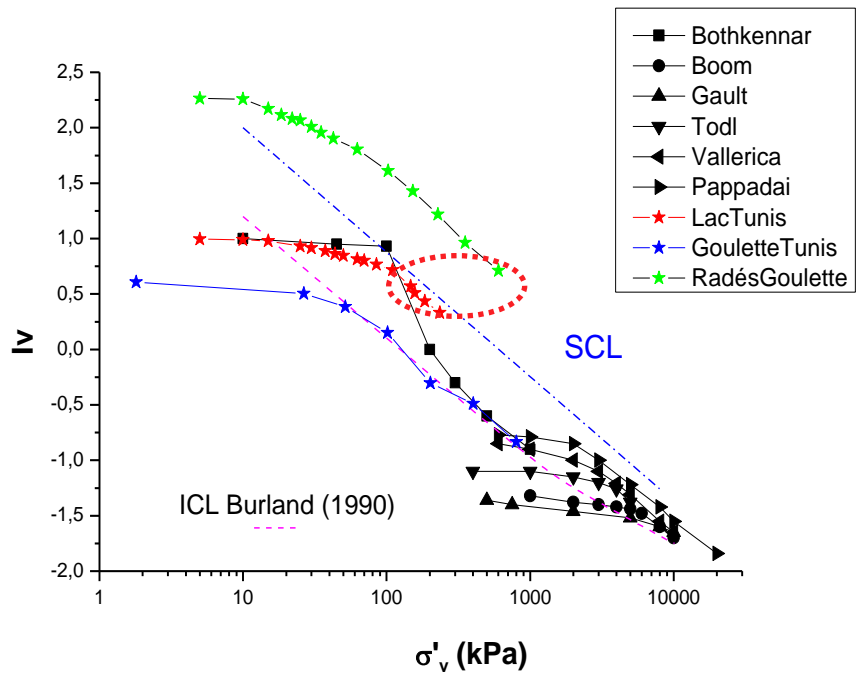 Bothkennar
Boom
Gault
Todl
Vallerica
Pappadai
LacTunis
GouletteTunis
RadésGoulette
2,5
2,0
1,5
1,0
0,5
0,0
-0,5
-1,0
-1,5
-2,0
Iv
SCL
ICL Burland (1990)
1
10
100
1000
10000
σ'v (kPa)